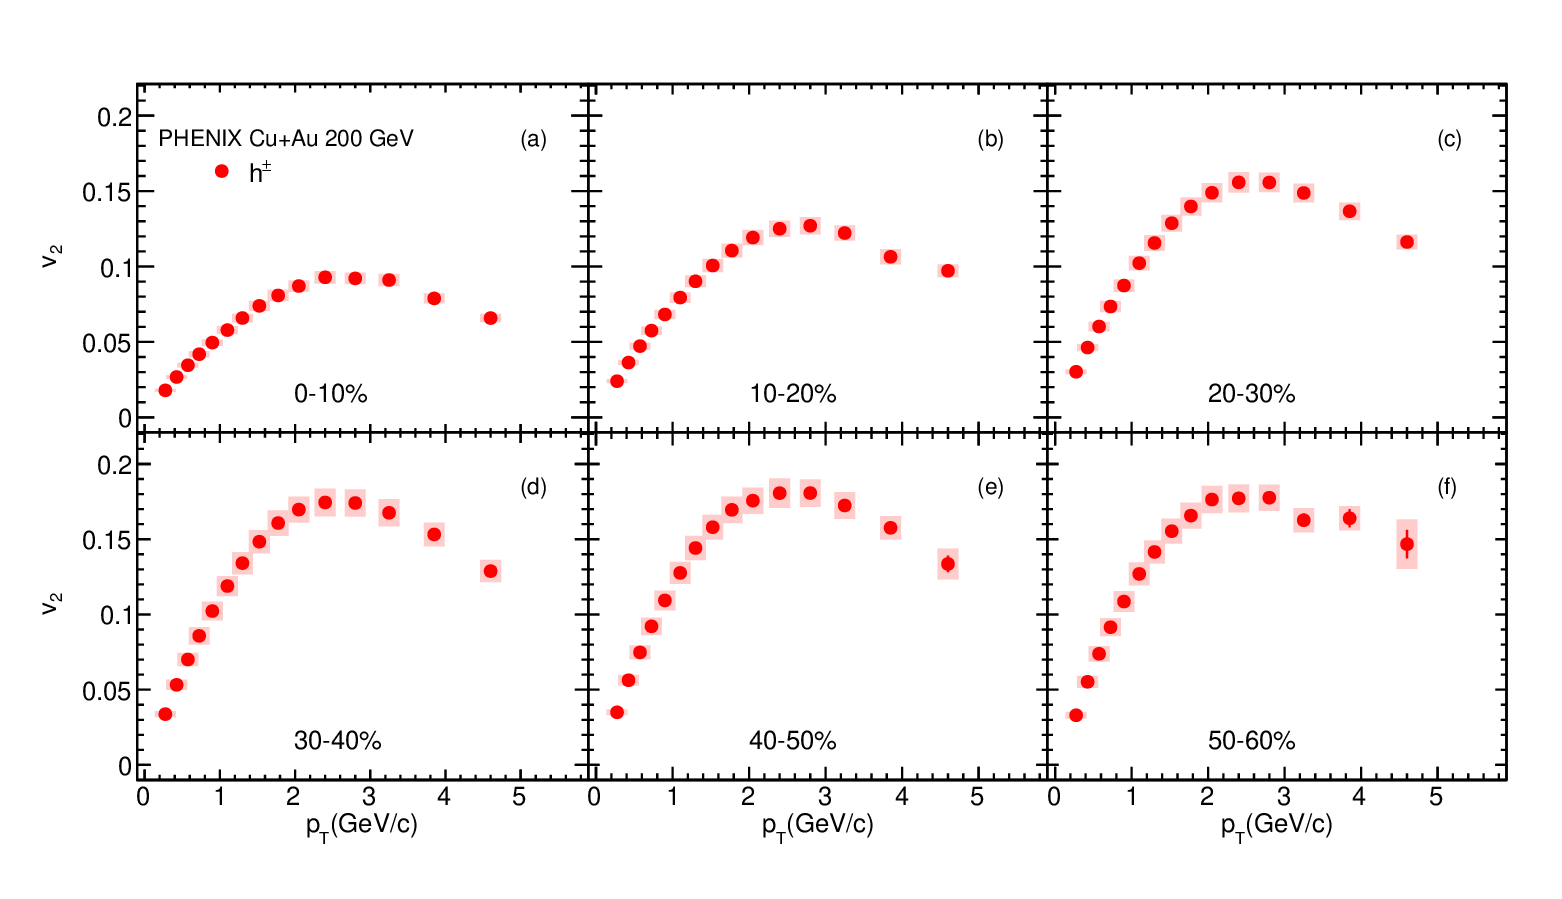 PHENIX Cu+Au 200 GeV
h±
(a)
(b)
(c)
v2
0.2
0.15
0.1
0.05
0
0-10%
10-20%
20-30%
(d)
(e)
(f)
v2
0.2
0.15
0.1
0.05
0
30-40%
40-50%
50-60%
0 1 2 3 4 5
0 1 2 3 4 5
0 1 2 3 4 5
pT(GeV/c)
pT(GeV/c)
pT(GeV/c)